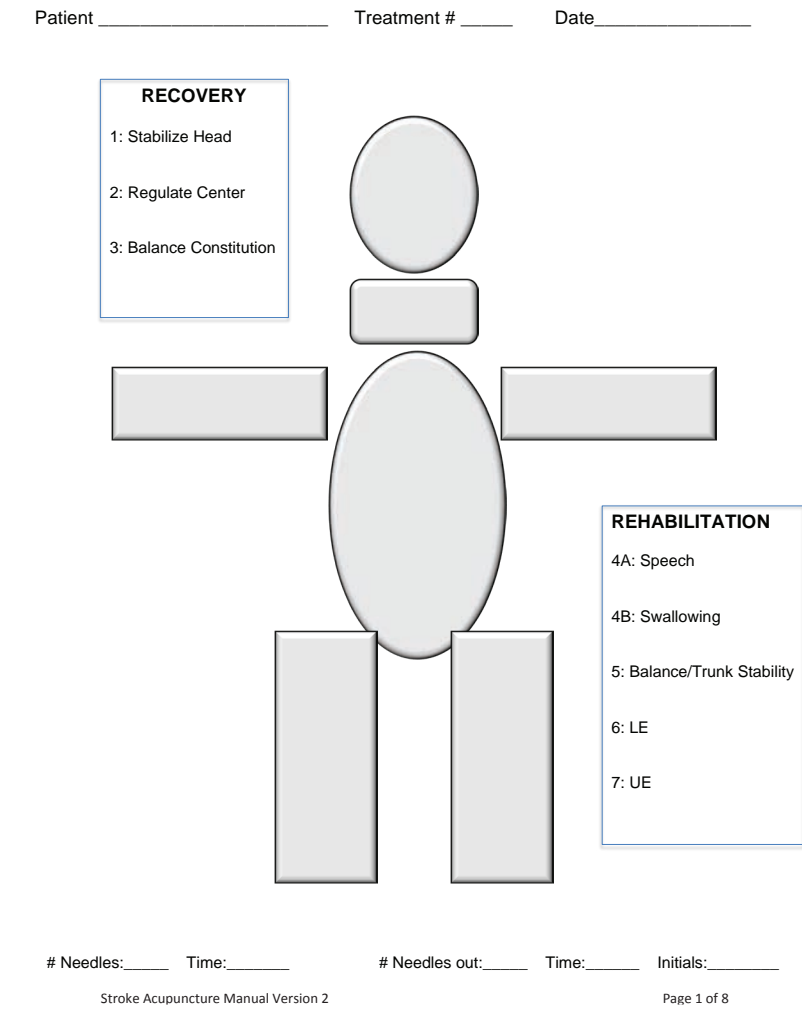 Patient ______________________ Treatment # _____ Date_______________
RECOVERY
1: Stabilize Head
2: Regulate Center
3: Balance Constitution
REHABILITATION
4A: Speech
4B: Swallowing
5: Balance/Trunk Stability
6: LE
7: UE
# Needles:_____ Time:_______ # Needles out:_____ Time:______ Initials:________
Stroke Acupuncture Manual Version 2 Page 1 of 8